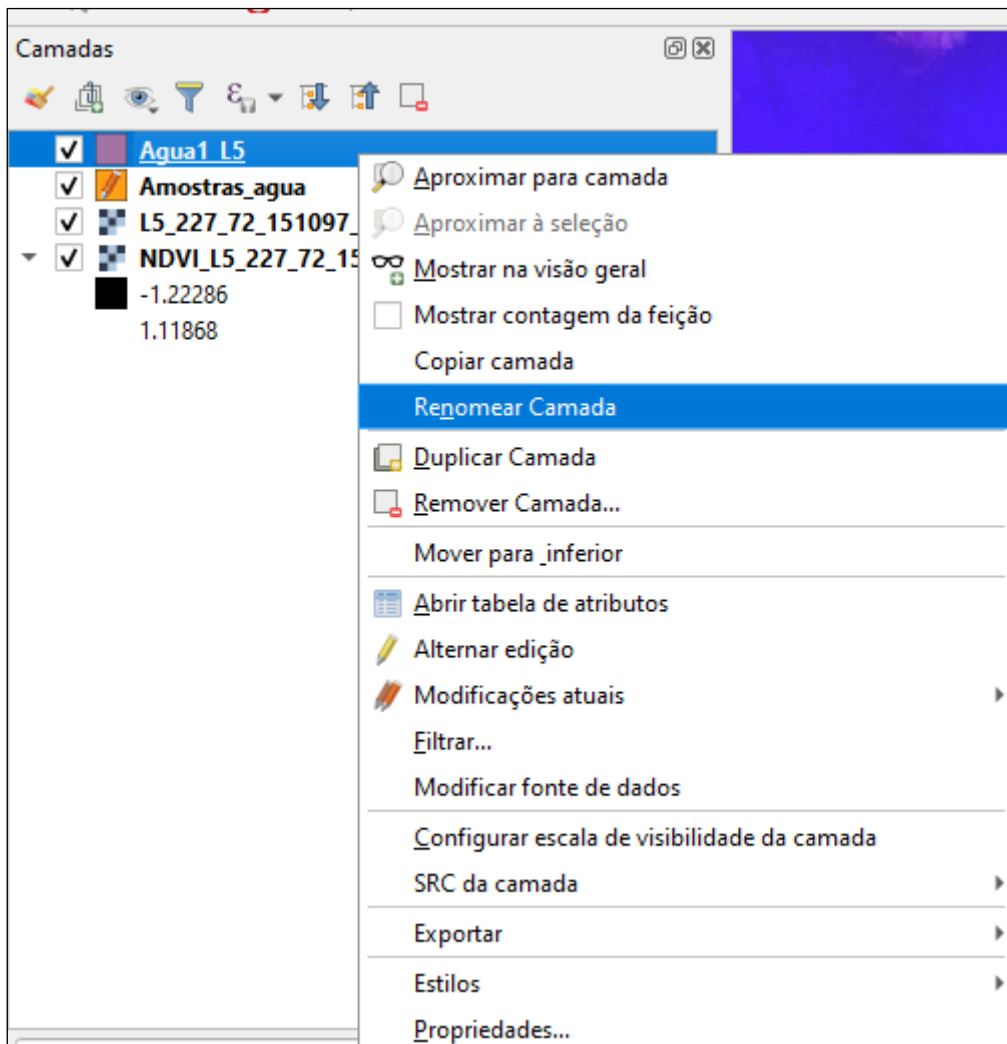 Camadas
Agua1_L5
Amostras_agua
L5_227_72_151097_
NDVI_L5_227_72_15
-1.22286
1.11868
Aproximar para camada
Aproximar à seleção
Mostrar na visão geral
Mostrar contagem da feição
Copiar camada
Renomear Camada
Duplicar Camada
Remover Camada...
Mover para _inferior
Abrir tabela de atributos
Alternar edição
Modificações atuais
Filtrar...
Modificar fonte de dados
Configurar escala de visibilidade da camada
SRC da camada
Exportar
Estilos
Propriedades...